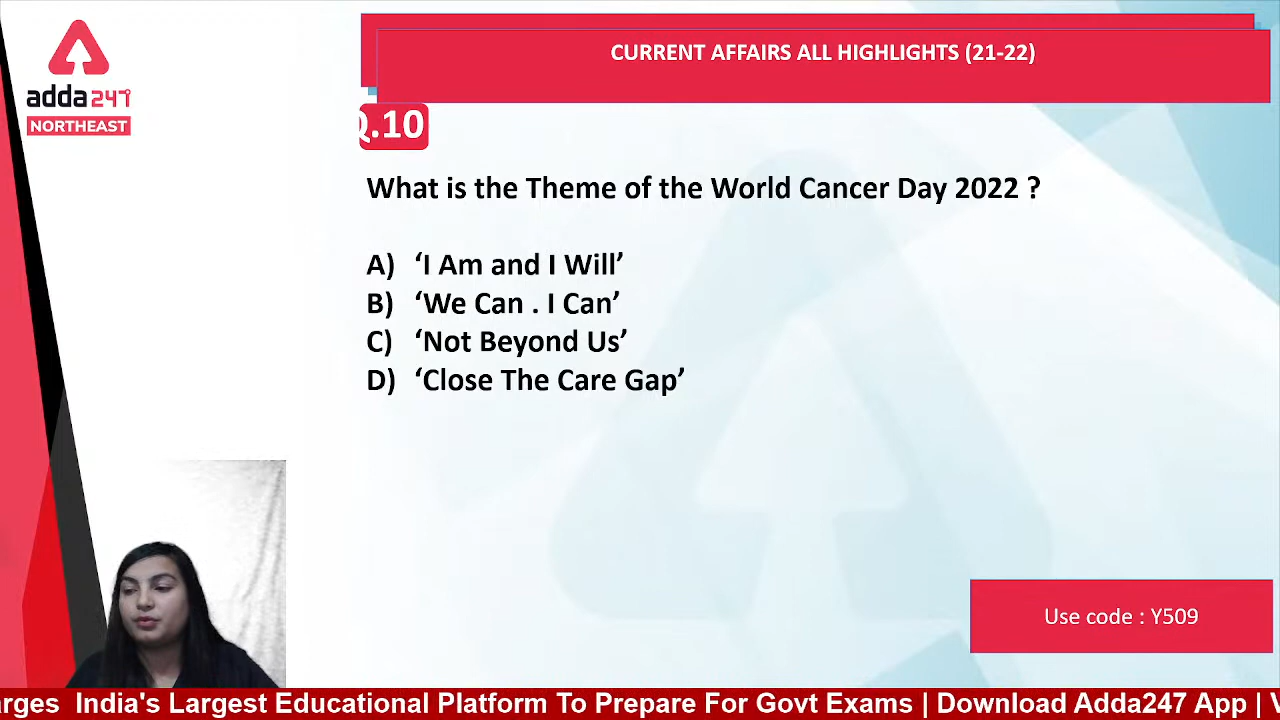 adda247
NORTHEAST
CURRENT AFFAIRS ALL HIGHLIGHTS (21-22)
Q.10
What is the Theme of the World Cancer Day 2022 ?
A) ‘I Am and I Will’
B) ‘We Can . I Can’
C) ‘Not Beyond Us’
D) ‘Close The Care Gap’
Use code : Y509
India's Largest Educational Platform To Prepare For Govt Exams | Download Adda247 App |